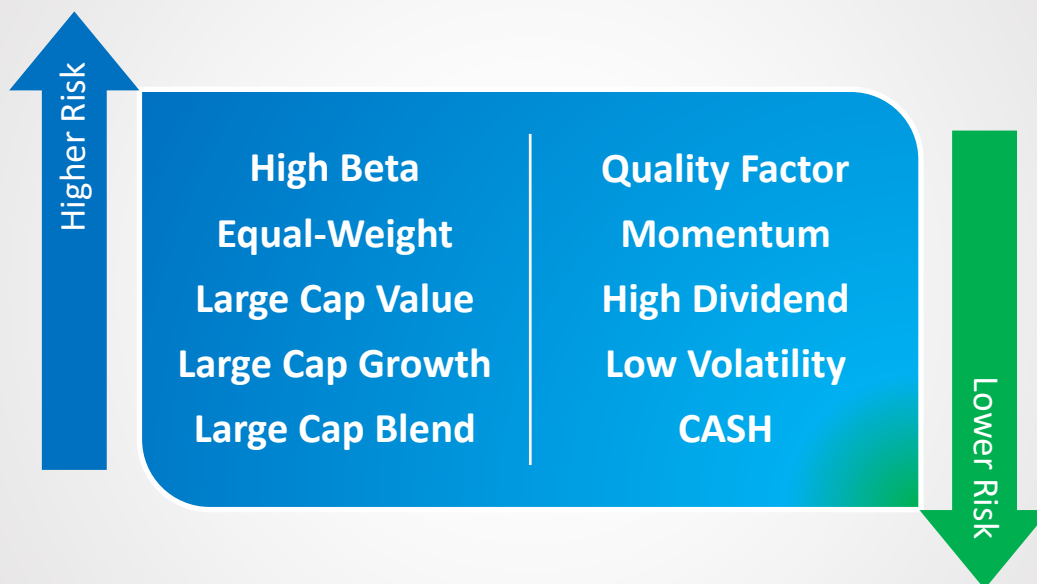 Higher Risk
High Beta
Equal-Weight
Large Cap Value
Large Cap Growth
Large Cap Blend
Quality Factor
Momentum
High Dividend
Low Volatility
CASH
Lower Risk